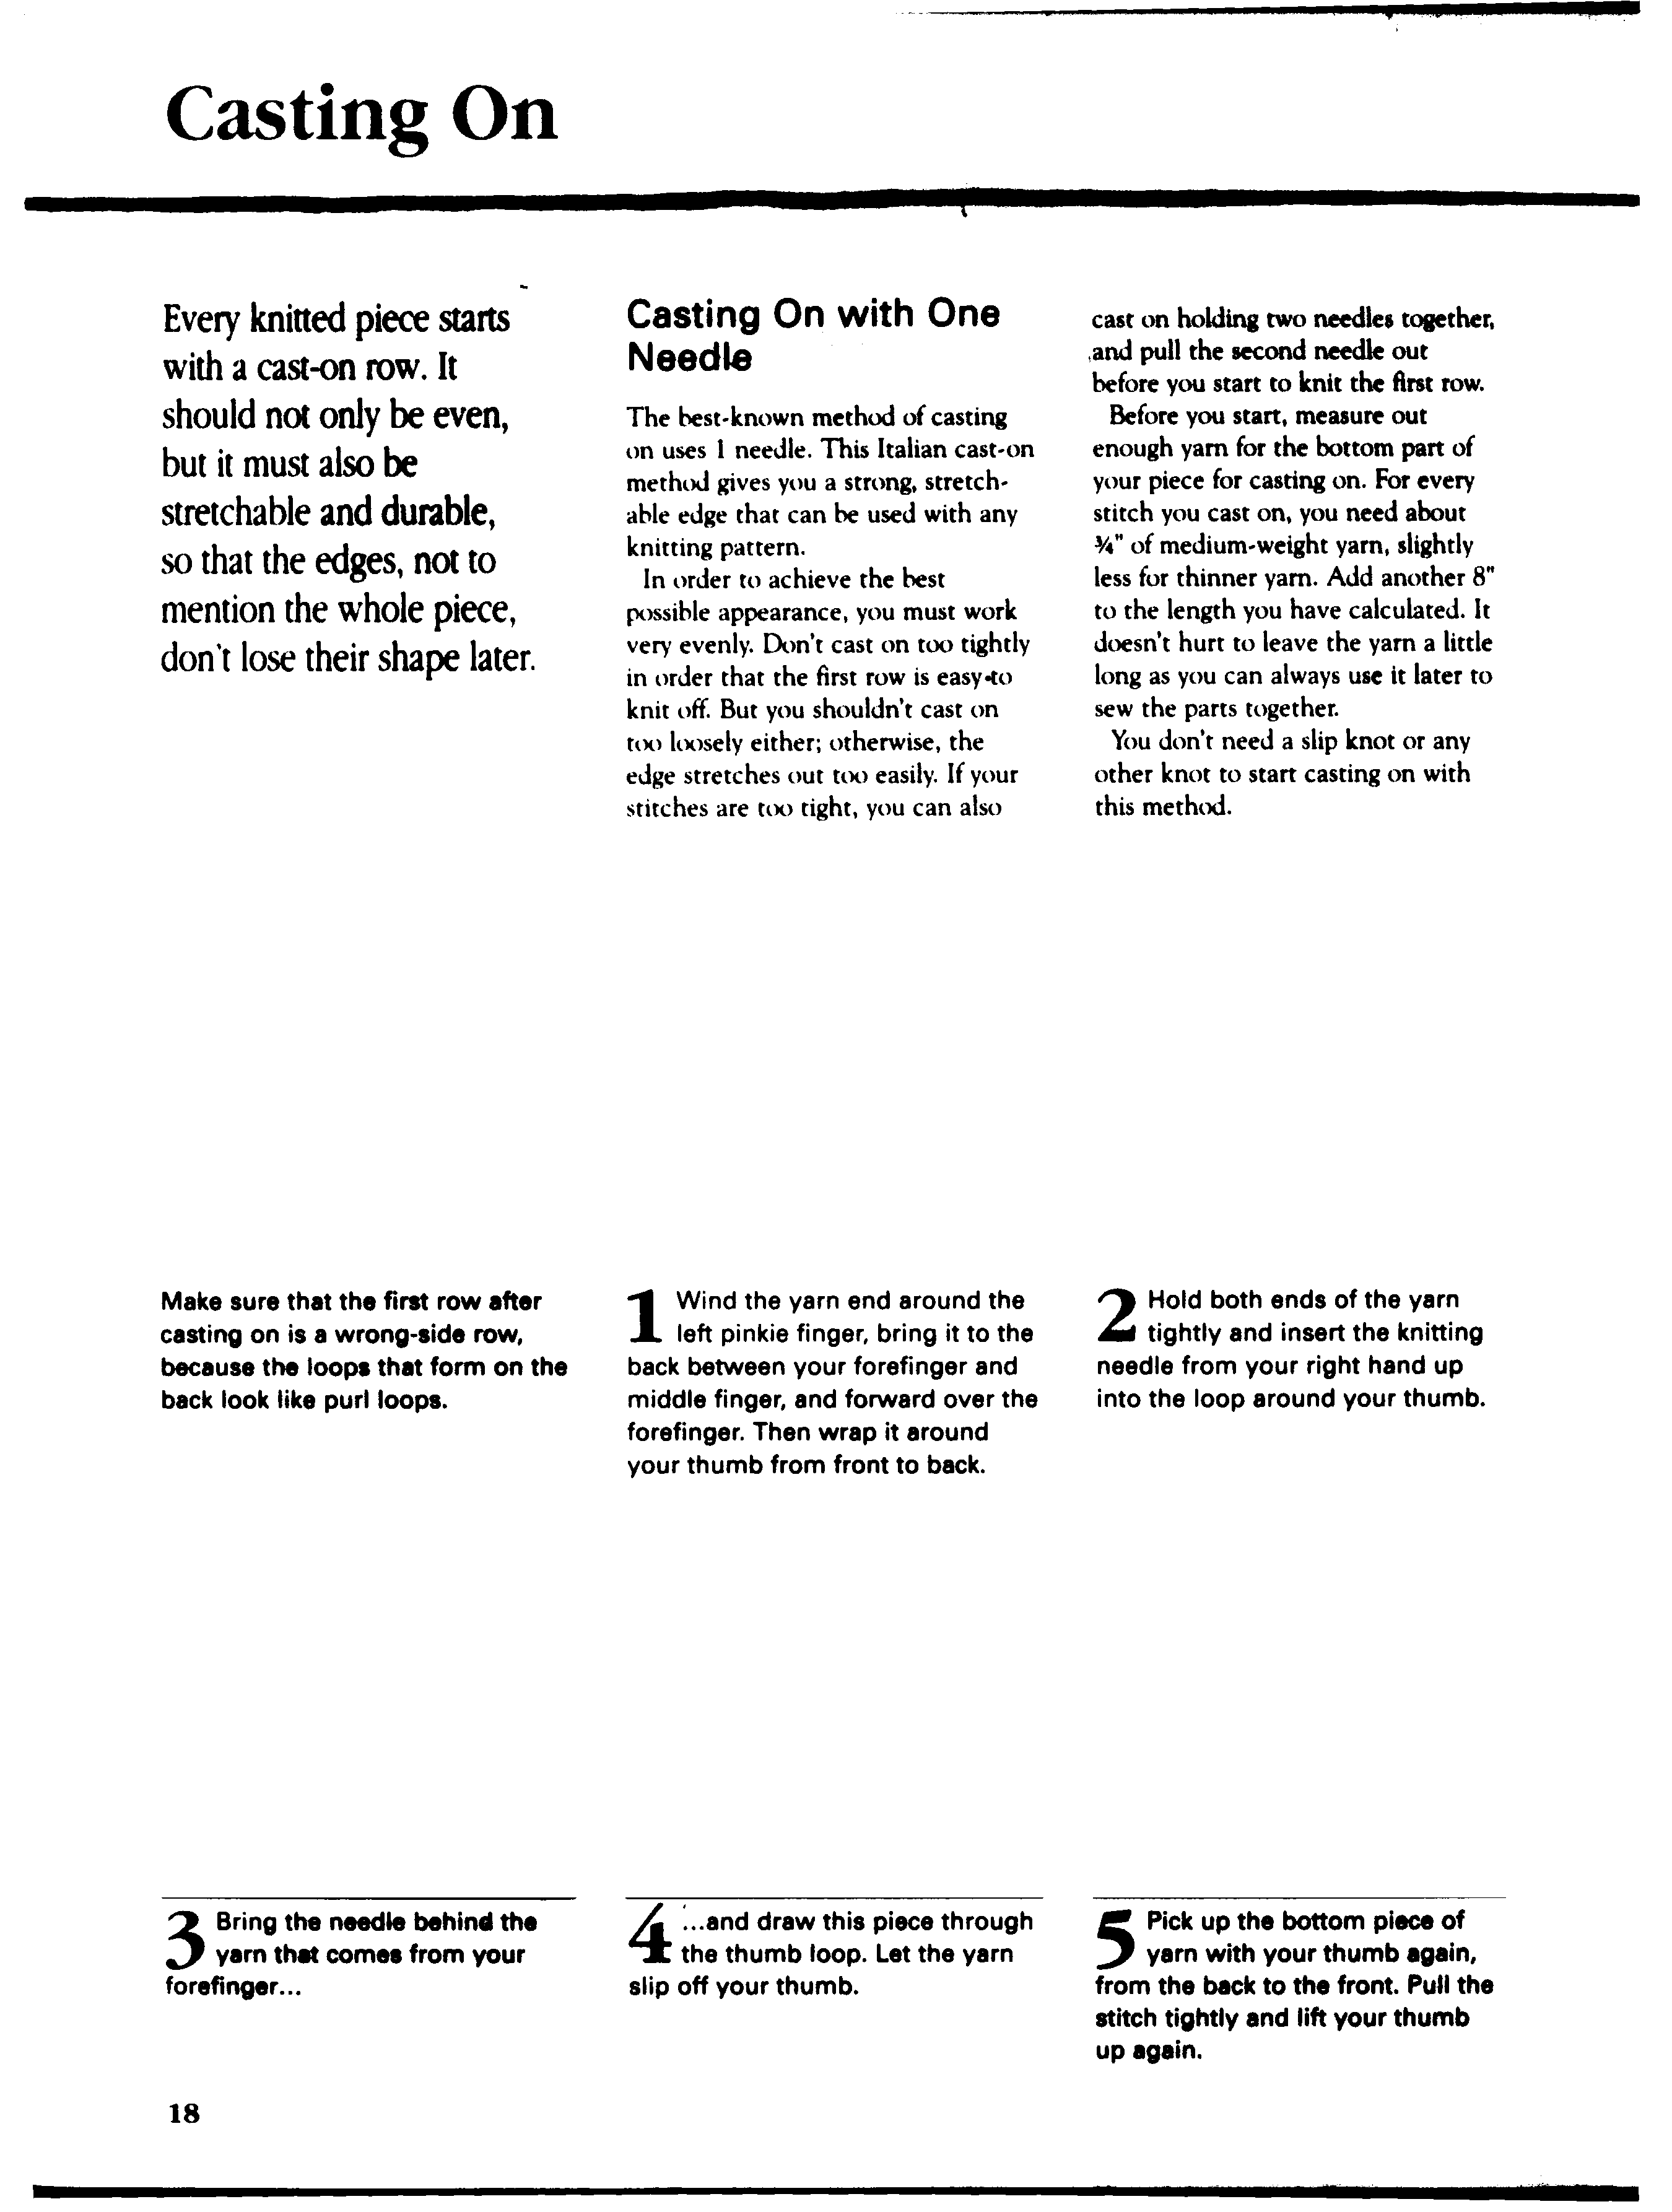 Casting On
Every knitted piece starts
with a cast-on row. It
should not only be even,
but it must also be
stretchable and durable,
so that the edges, not to
mention the whole piece,
don't lose their shape later.
Casting On with One
Needle
The best-known method of casting
on uses 1 needle. This Italian cast-on
method gives you a strong, stretch-
able edge that can be used with any
knitting pattern.
In order to achieve the best
possible appearance, you must work
very evenly. Don't cast on too tightly
in order that the first row is easy to
knit off. But you shouldn't cast on
too loosely either; otherwise, the
edge stretches out too easily. If your
stitches are too tight, you can also
cast on holding two needles together,
and pull the second needle out
before you start to knit the first row.
Before you start, measure out
enough yarn for the bottom part of
your piece for casting on. For every
stitch you cast on, you need about
¾" of medium-weight yarn, slightly
less for thinner yarn. Add another 8"
to the length you have calculated. It
doesn't hurt to leave the yarn a little
long as you can always use it later to
sew the parts together.
You don't need a slip knot or any
other knot to start casting on with
this method.
Make sure that the first row after
casting on is a wrong-side row,
because the loops that form on the
back look like purl loops.
1 Wind the yarn end around the
left pinkie finger, bring it to the
back between your forefinger and
middle finger, and forward over the
forefinger. Then wrap it around
your thumb from front to back.
2 Hold both ends of the yarn
tightly and insert the knitting
needle from your right hand up
into the loop around your thumb.
3 Bring the needle behind the
yarn that comes from your
forefinger...
4 ...and draw this piece through
the thumb loop. Let the yarn
slip off your thumb.
5 Pick up the bottom piece of
yarn with your thumb again,
from the back to the front. Pull the
stitch tightly and lift your thumb
up again.
18